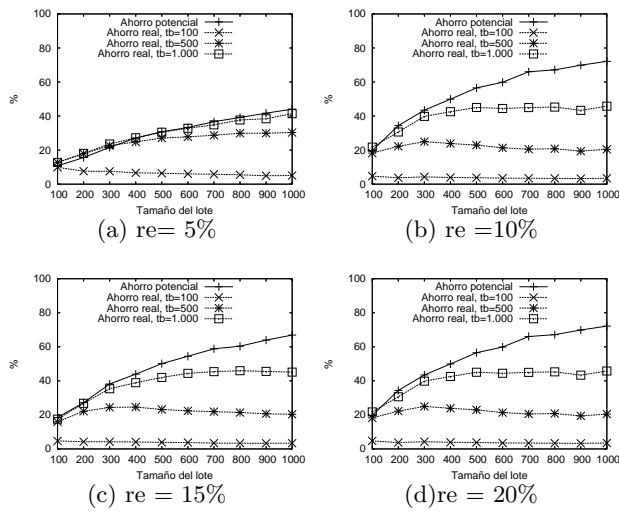 100
80
60
40
20
0
%
Ahorro potencial
Ahorro real, tb=100
Ahorro real, tb=500
Ahorro real, tb=1.000
100 200 300 400 500 600 700 800 900 1000
Tamaño del lote
(a) re= 5%
100
80
60
40
20
0
%
Ahorro potencial
Ahorro real, tb=100
Ahorro real, tb=500
Ahorro real, tb=1.000
100 200 300 400 500 600 700 800 900 1000
Tamaño del lote
(b) re =10%
100
80
60
40
20
0
%
Ahorro potencial
Ahorro real, tb=100
Ahorro real, tb=500
Ahorro real, tb=1.000
100 200 300 400 500 600 700 800 900 1000
Tamaño del lote
(c) re = 15%
100
80
60
40
20
0
%
Ahorro potencial
Ahorro real, tb=100
Ahorro real, tb=500
Ahorro real, tb=1.000
100 200 300 400 500 600 700 800 900 1000
Tamaño del lote
(d)re = 20%